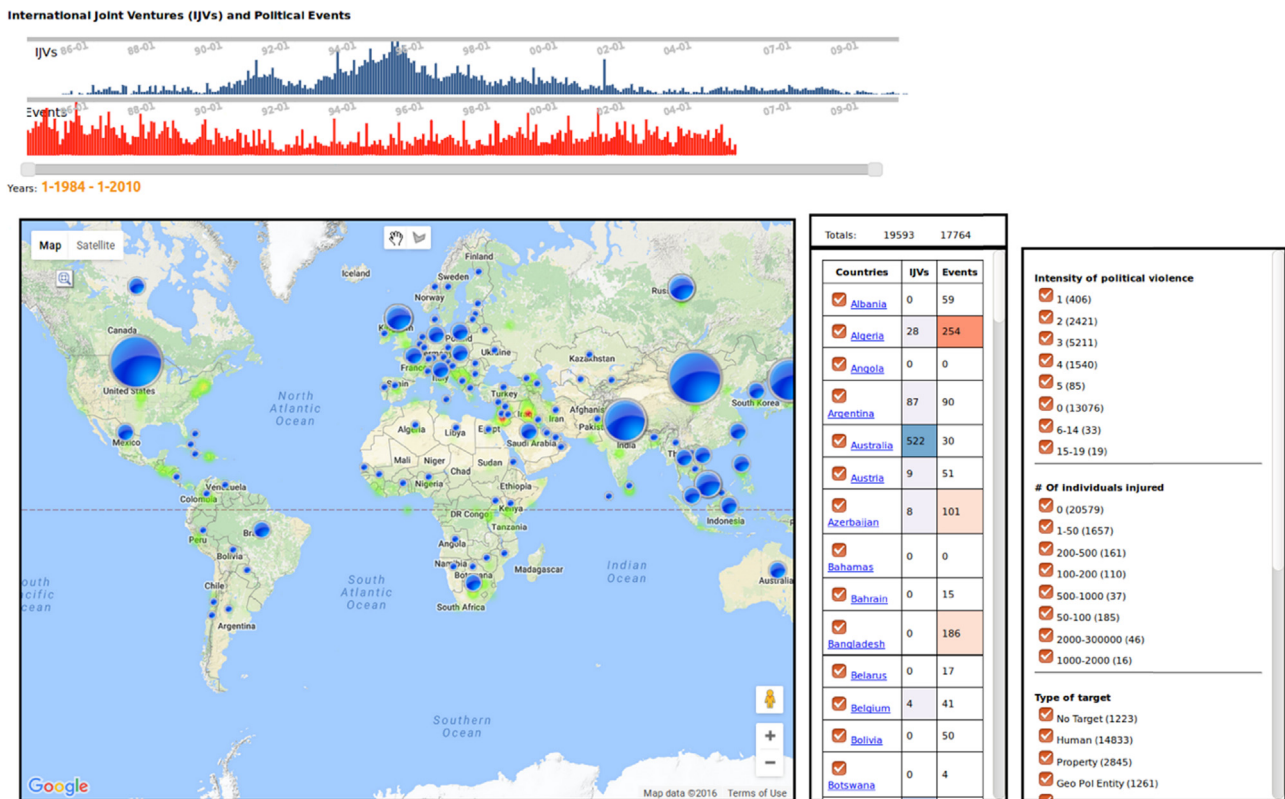 International Joint Ventures (IJVs) and Political Events
IJVs
86-01 88-01 90-01 92-01 94-01 96-01 98-01 00-01 02-01 04-01 07-01 09-01
Events
88-01 90-01 92-01 94-01 96-01 98-01 00-01 02-01 04-01 07-01 09-01
Years: 1-1984 - 1-2010
Map Satellite
Iceland
Finland
Sweden
Norway
Canada
Ukraine
Kazakhstan
United States
Spain
Turkey
Iran
South Korea
North
Atlantic
Ocean
Algeria
Libya
Egypt
Saudi Arabia
India
Mexico
Mali
Niger
Chad
Sudan
Nigeria
Ethiopia
Venezuela
Colombia
DR Congo
Kenya
Tanzania
Indonesia
Peru
Bolivia
Angola
Namibia
Botswana
Madagascar
Indian
Ocean
Chile
South
Atlantic
Ocean
South Africa
Australia
Argentina
Southern
Ocean
Google
Map data ©2016 Terms of Use
Totals: 19593 17764
Countries IJVs Events
Albania 0 59
Algeria 28 254
Angola 0 0
Argentina 87 90
Australia 522 30
Austria 9 51
Azerbaijan 8 101
Bahamas 0 0
Bahrain 0 15
Bangladesh 0 186
Belarus 0 17
Belgium 4 41
Bolivia 0 50
Botswana 0 4
Intensity of political violence
1 (406)
2 (2421)
3 (5211)
4 (1540)
5 (85)
0 (13076)
6-14 (33)
15-19 (19)
# Of individuals injured
0 (20579)
1-50 (1657)
200-500 (161)
100-200 (110)
500-1000 (37)
50-100 (185)
2000-300000 (46)
1000-2000 (16)
Type of target
No Target (1223)
Human (14833)
Property (2845)
Geo Pol Entity (1261)